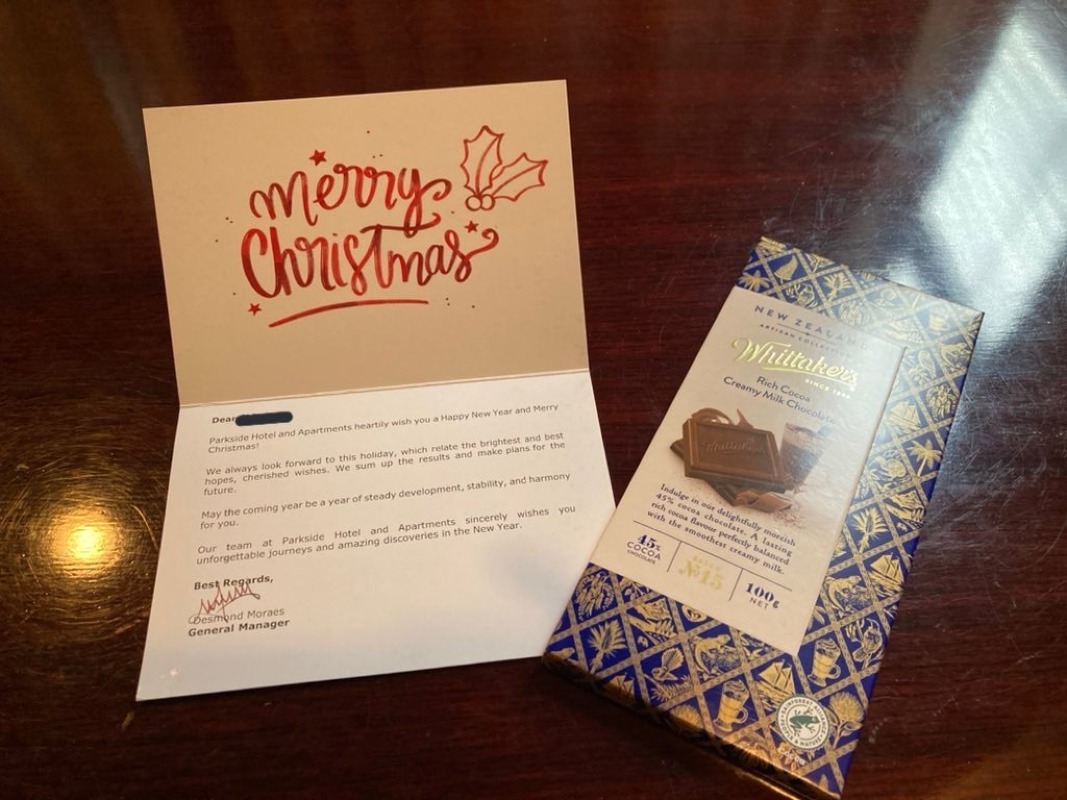 merry
Christmas
Dear
Parkside Hotel and Apartments heartily wish you a Happy New Year and Merry
Christmas!
We always look forward to this holiday, which relate the brightest and best
hopes, cherished wishes. We sum up the results and make plans for the
future.
May the coming year be a year of steady development, stability, and harmony
for you.
Our team at Parkside Hotel and Apartments sincerely wishes you
unforgettable journeys and amazing discoveries in the New Year.
Best Regards,
Desmond Moraes
General Manager
NEW ZEALAND
ARTISAN COLLECTION
Whittaker's
SINCE 1896
Rich Cocoa
Creamy Milk Chocolate
Whittaker's
Indulge in our delightfully moreish
45% cocoa chocolate. A lasting
rich cocoa flavour perfectly balanced
with the smoothest creamy milk.
45%
COCOA
CHOCOLATE
BATCH
№15
100g
NET
RAINFOREST ALLIANCE